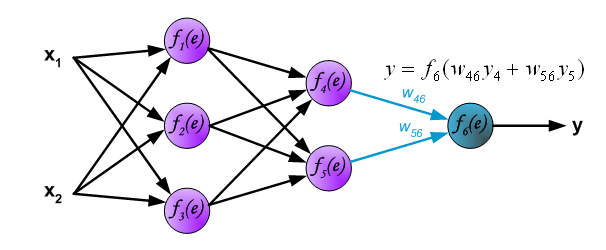 x₁
x₂
f₁(e)
f₂(e)
f₃(e)
f₄(e)
f₅(e)
y = f₆(w₄₆y₄ + w₅₆y₅)
w₄₆
w₅₆
f₆(e)
y